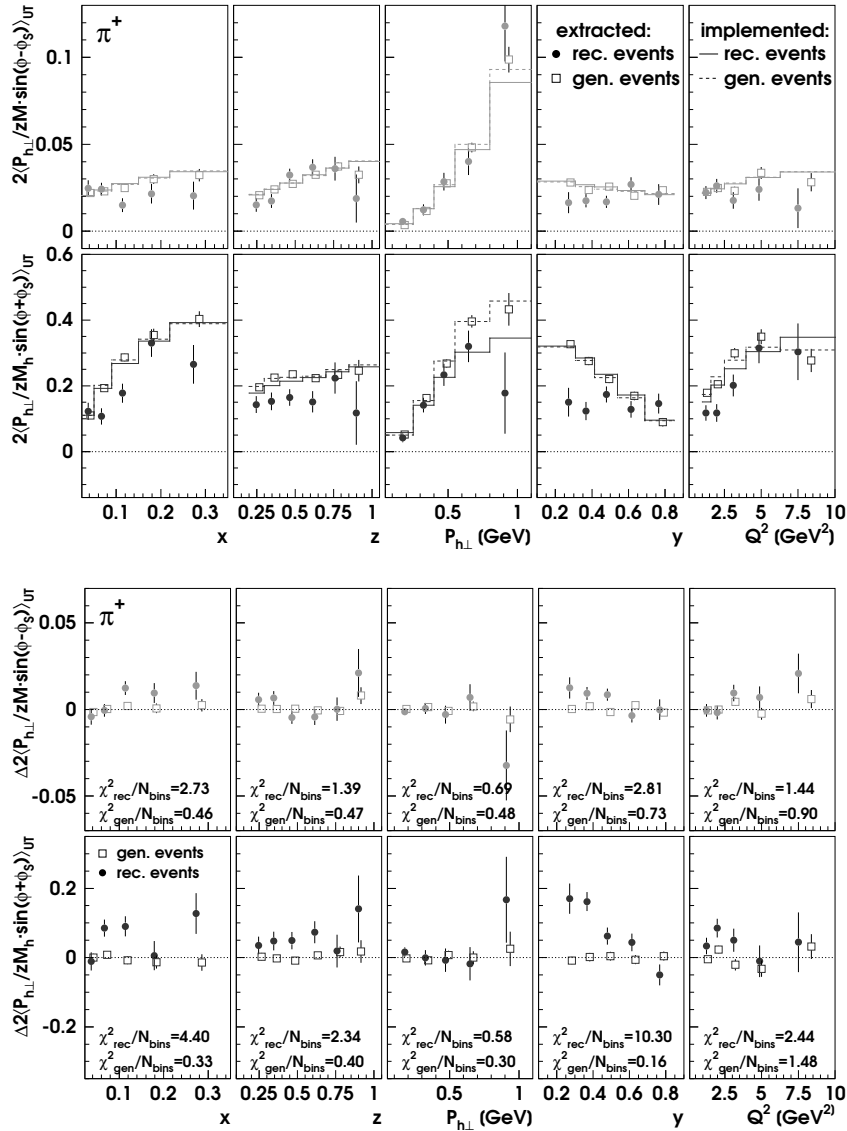 π⁺
extracted: implemented:
● rec. events — rec. events
□ gen. events ---- gen. events
2⟨P_h⊥/zM·sin(φ-φ_S)⟩_UT
0.1
0.05
0
2⟨P_h⊥/zM_h·sin(φ+φ_S)⟩_UT
0.6
0.4
0.2
0
0.1 0.2 0.3 0.25 0.5 0.75 1 0.5 1 0.2 0.4 0.6 0.8 2.5 5 7.5 10
x z P_h⊥ (GeV) y Q² (GeV²)
π⁺
Δ2⟨P_h⊥/zM·sin(φ-φ_S)⟩_UT
0.05
0
-0.05
χ²_rec/N_bins=2.73 χ²_rec/N_bins=1.39 χ²_rec/N_bins=0.69 χ²_rec/N_bins=2.81 χ²_rec/N_bins=1.44
χ²_gen/N_bins=0.46 χ²_gen/N_bins=0.47 χ²_gen/N_bins=0.48 χ²_gen/N_bins=0.73 χ²_gen/N_bins=0.90
□ gen. events
● rec. events
Δ2⟨P_h⊥/zM_h·sin(φ+φ_S)⟩_UT
0.2
0
-0.2
χ²_rec/N_bins=4.40 χ²_rec/N_bins=2.34 χ²_rec/N_bins=0.58 χ²_rec/N_bins=10.30 χ²_rec/N_bins=2.44
χ²_gen/N_bins=0.33 χ²_gen/N_bins=0.40 χ²_gen/N_bins=0.30 χ²_gen/N_bins=0.16 χ²_gen/N_bins=1.48
0.1 0.2 0.3 0.25 0.5 0.75 1 0.5 1 0.2 0.4 0.6 0.8 2.5 5 7.5 10
x z P_h⊥ (GeV) y Q² (GeV²)